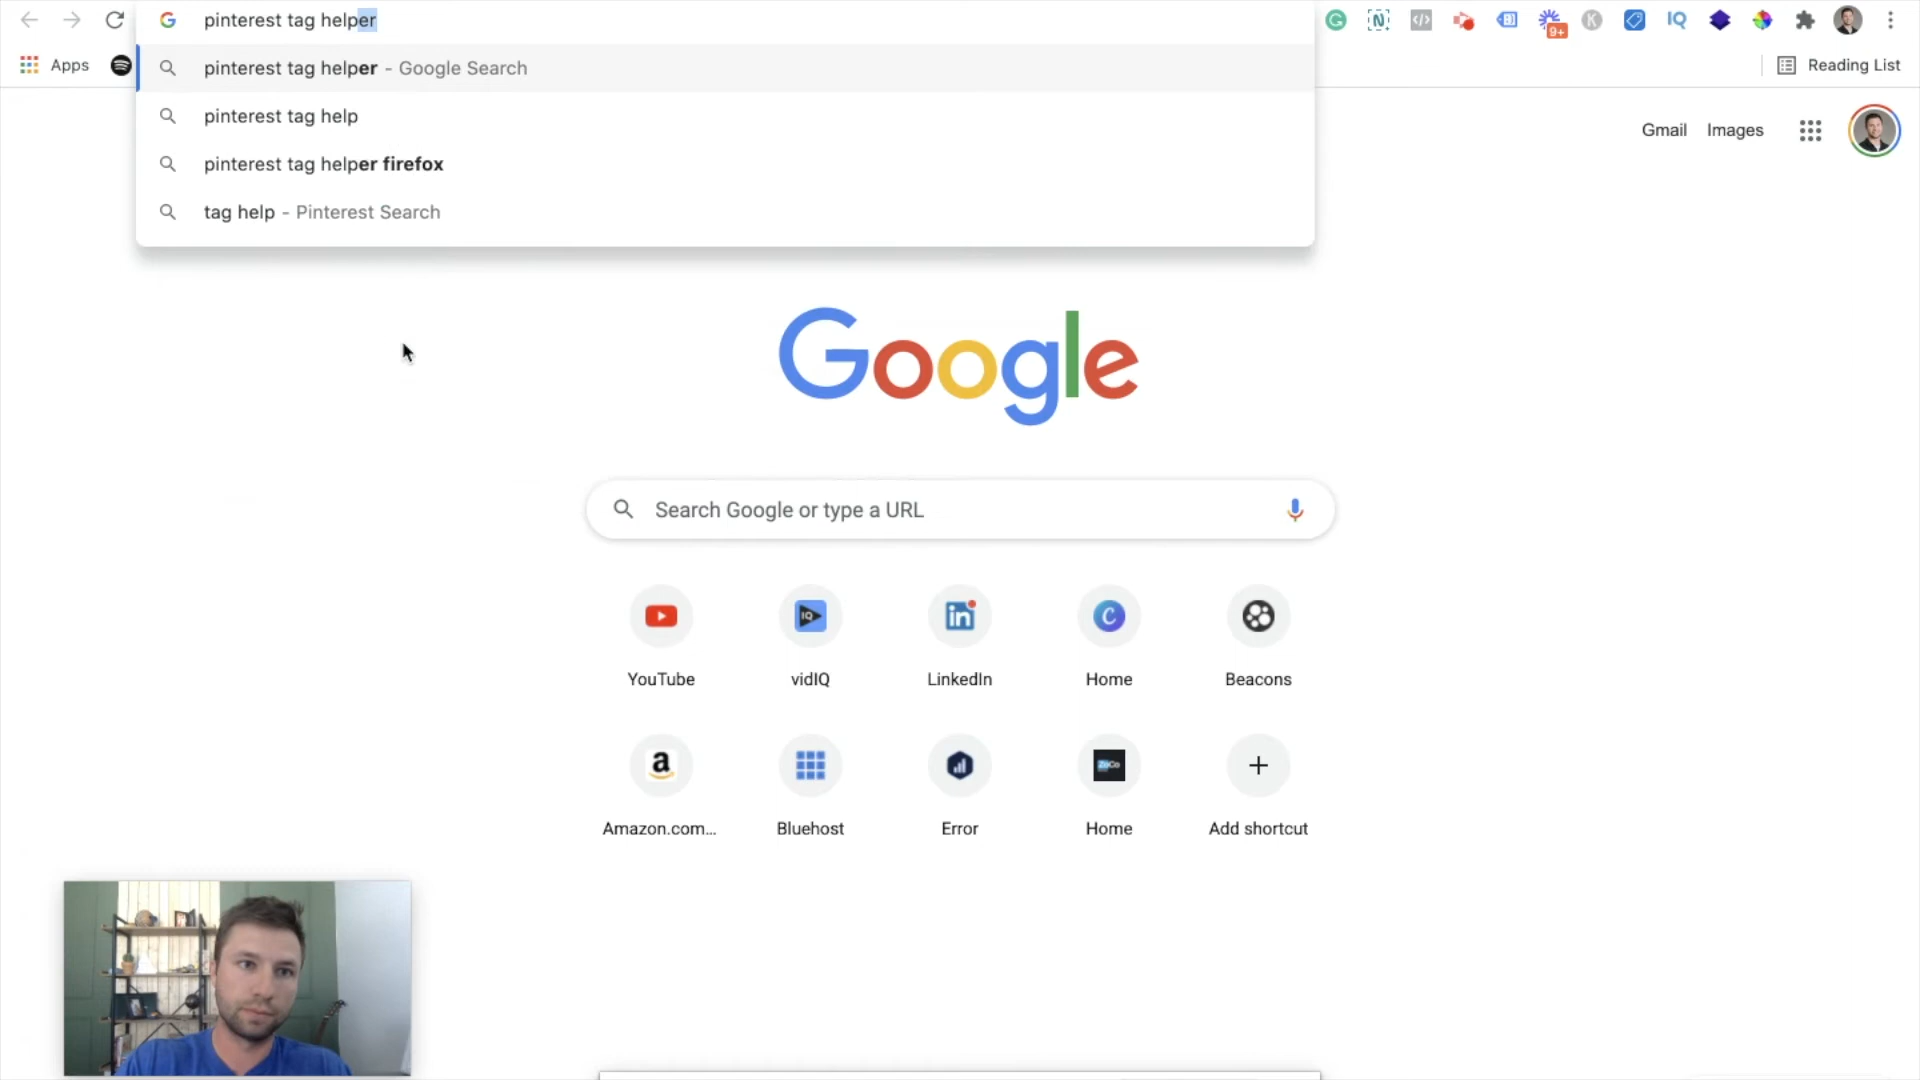 pinterest tag helper
pinterest tag helper - Google Search
pinterest tag help
pinterest tag helper firefox
tag help - Pinterest Search
9+
K
IQ
Apps
Reading List
Gmail Images
Google
Search Google or type a URL
YouTube
vidIQ
LinkedIn
Home
Beacons
Amazon.com...
Bluehost
Error
Home
Add shortcut